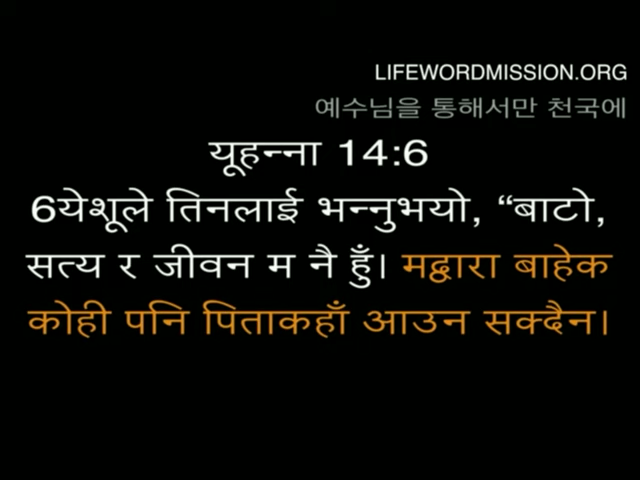 LIFEWORDMISSION.ORG
예수님을 통해서만 천국에
यूहन्ना 14:6
6येशूले तिनलाई भन्नुभयो, “बाटो,
सत्य र जीवन म नै हुँ। मद्वारा बाहेक
कोही पनि पिताकहाँ आउन सक्दैन।